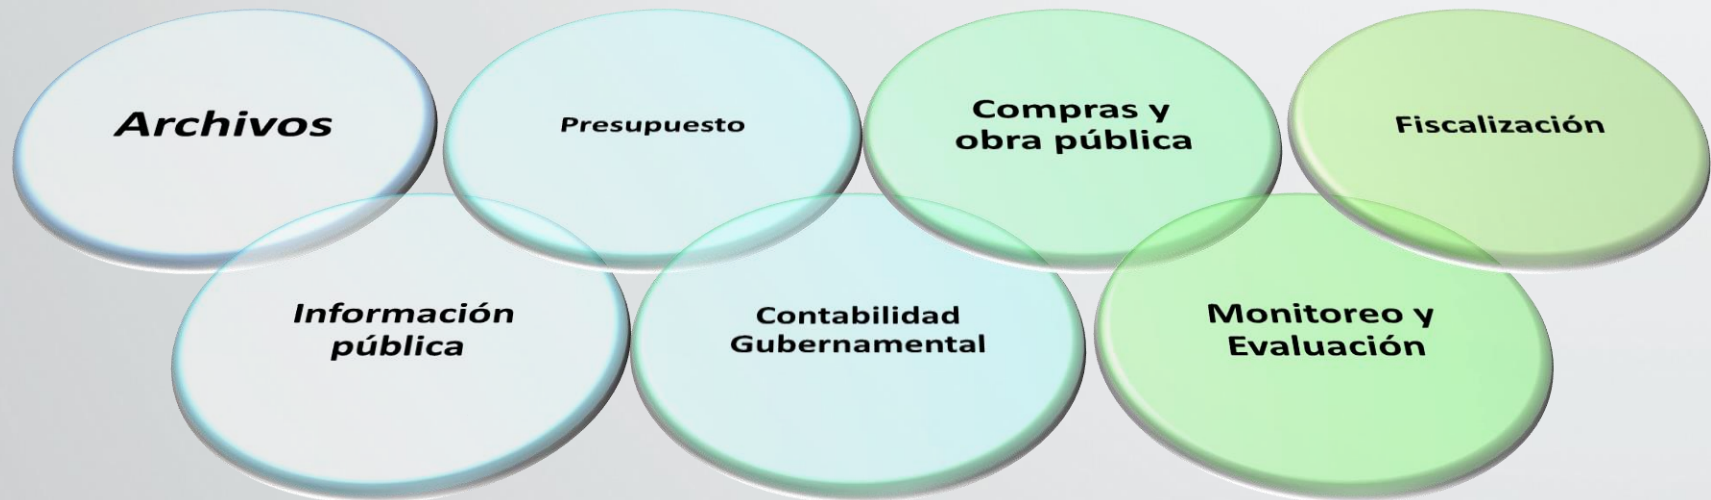 Archivos
Presupuesto
Compras y
obra pública
Fiscalización
Información
pública
Contabilidad
Gubernamental
Monitoreo y
Evaluación